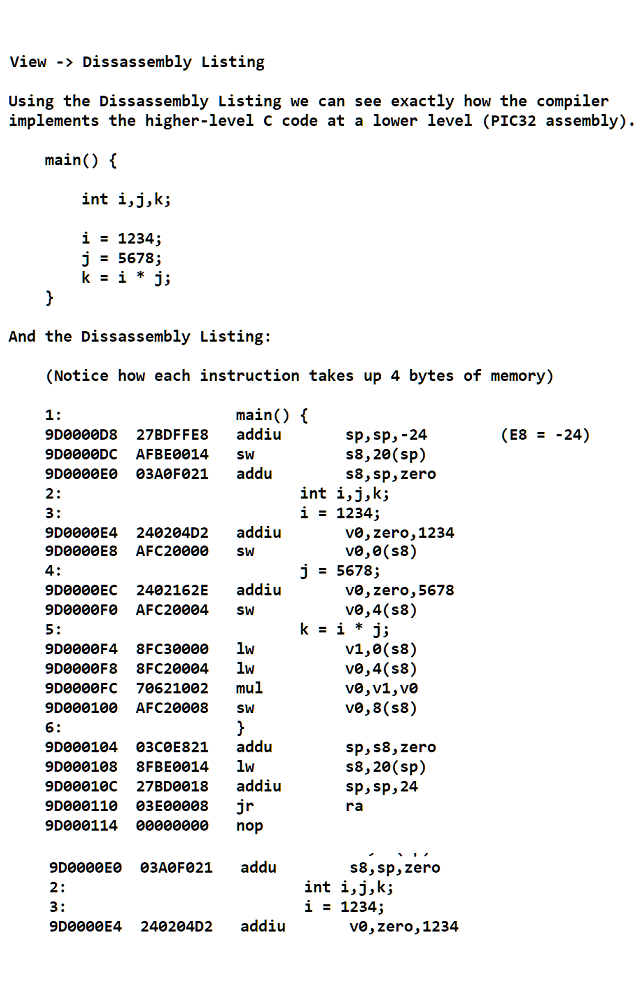 View -> Dissassembly Listing
Using the Dissassembly Listing we can see exactly how the compiler
implements the higher-level C code at a lower level (PIC32 assembly).
main() {
int i,j,k;
i = 1234;
j = 5678;
k = i * j;
}
And the Dissassembly Listing:
(Notice how each instruction takes up 4 bytes of memory)
1: main() {
9D0000D8 27BDFFE8 addiu sp,sp,-24 (E8 = -24)
9D0000DC AFBE0014 sw s8,20(sp)
9D0000E0 03A0F021 addu s8,sp,zero
2: int i,j,k;
3: i = 1234;
9D0000E4 240204D2 addiu v0,zero,1234
9D0000E8 AFC20000 sw v0,0(s8)
4: j = 5678;
9D0000EC 2402162E addiu v0,zero,5678
9D0000F0 AFC20004 sw v0,4(s8)
5: k = i * j;
9D0000F4 8FC30000 lw v1,0(s8)
9D0000F8 8FC20004 lw v0,4(s8)
9D0000FC 70621002 mul v0,v1,v0
9D000100 AFC20008 sw v0,8(s8)
6: }
9D000104 03C0E821 addu sp,s8,zero
9D000108 8FBE0014 lw s8,20(sp)
9D00010C 27BD0018 addiu sp,sp,24
9D000110 03E00008 jr ra
9D000114 00000000 nop
9D0000E0 03A0F021 addu s8,sp,zero
2: int i,j,k;
3: i = 1234;
9D0000E4 240204D2 addiu v0,zero,1234